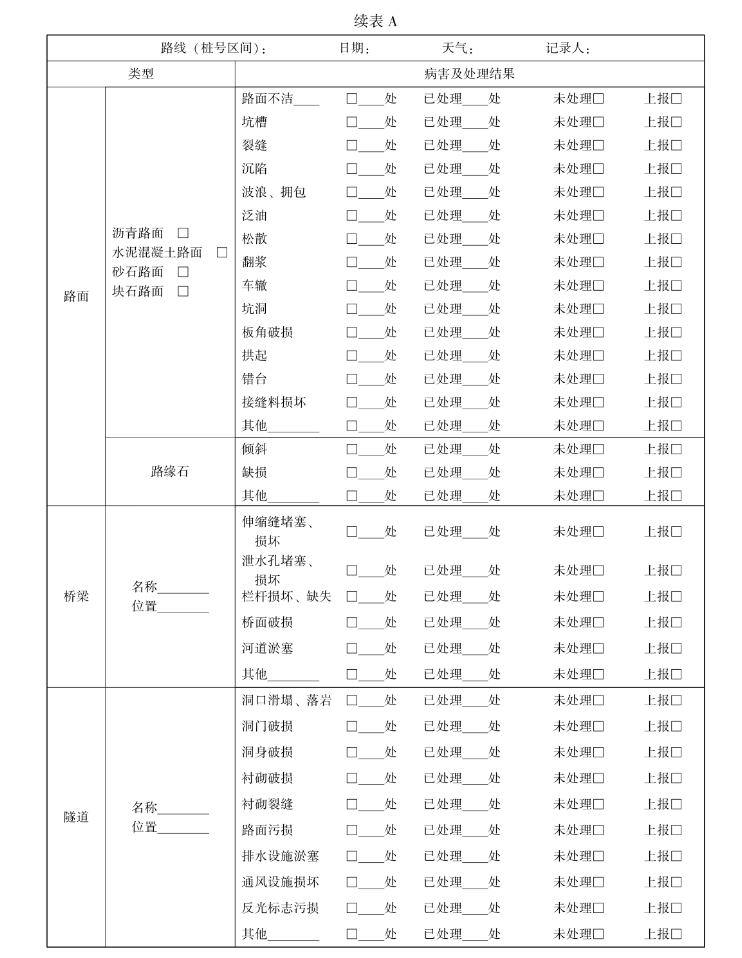 续表 A
路线（桩号区间）： 日期： 天气： 记录人：
类型 病害及处理结果
路面不洁____ □____处 已处理____处 未处理□ 上报□
坑槽 □____处 已处理____处 未处理□ 上报□
裂缝 □____处 已处理____处 未处理□ 上报□
沉陷 □____处 已处理____处 未处理□ 上报□
波浪、拥包 □____处 已处理____处 未处理□ 上报□
泛油 □____处 已处理____处 未处理□ 上报□
沥青路面 □
松散 □____处 已处理____处 未处理□ 上报□
水泥混凝土路面 □
翻浆 □____处 已处理____处 未处理□ 上报□
砂石路面 □
车辙 □____处 已处理____处 未处理□ 上报□
块石路面 □
路面
坑洞 □____处 已处理____处 未处理□ 上报□
板角破损 □____处 已处理____处 未处理□ 上报□
拱起 □____处 已处理____处 未处理□ 上报□
错台 □____处 已处理____处 未处理□ 上报□
接缝料损坏 □____处 已处理____处 未处理□ 上报□
其他________ □____处 已处理____处 未处理□ 上报□
倾斜 □____处 已处理____处 未处理□ 上报□
路缘石
缺损 □____处 已处理____处 未处理□ 上报□
其他________ □____处 已处理____处 未处理□ 上报□
伸缩缝堵塞、
损坏 □____处 已处理____处 未处理□ 上报□
泄水孔堵塞、
损坏 □____处 已处理____处 未处理□ 上报□
桥梁
名称________
位置________
栏杆损坏、缺失 □____处 已处理____处 未处理□ 上报□
桥面破损 □____处 已处理____处 未处理□ 上报□
河道淤塞 □____处 已处理____处 未处理□ 上报□
其他________ □____处 已处理____处 未处理□ 上报□
洞口滑塌、落岩 □____处 已处理____处 未处理□ 上报□
洞门破损 □____处 已处理____处 未处理□ 上报□
洞身破损 □____处 已处理____处 未处理□ 上报□
衬砌破损 □____处 已处理____处 未处理□ 上报□
隧道
名称________
位置________
衬砌裂缝 □____处 已处理____处 未处理□ 上报□
路面污损 □____处 已处理____处 未处理□ 上报□
排水设施淤塞 □____处 已处理____处 未处理□ 上报□
通风设施损坏 □____处 已处理____处 未处理□ 上报□
反光标志污损 □____处 已处理____处 未处理□ 上报□
其他________ □____处 已处理____处 未处理□ 上报□